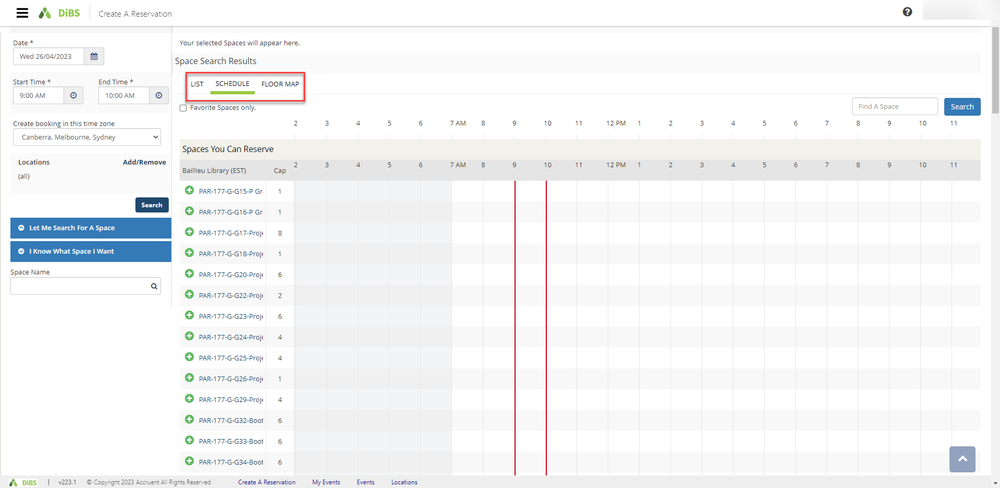 DiBS
Create A Reservation
Date *
Wed 26/04/2023
Start Time * End Time *
9:00 AM 10:00 AM
Create booking in this time zone
Canberra, Melbourne, Sydney
Locations Add/Remove
(all)
Search
Let Me Search For A Space
I Know What Space I Want
Space Name
Your selected Spaces will appear here.
Space Search Results
LIST SCHEDULE FLOOR MAP
Favorite Spaces only.
Find A Space Search
2 3 4 5 6 7 AM 8 9 10 11 12 PM 1 2 3 4 5 6 7 8 9 10 11
Spaces You Can Reserve
Baillieu Library (EST) Cap 2 3 4 5 6 7 AM 8 9 10 11 12 PM 1 2 3 4 5 6 7 8 9 10 11
PAR-177-G-G15-P Gr 1
PAR-177-G-G16-P Gr 1
PAR-177-G-G17-Proje 8
PAR-177-G-G18-Proje 1
PAR-177-G-G20-Proje 6
PAR-177-G-G22-Proje 2
PAR-177-G-G23-Proje 6
PAR-177-G-G24-Proje 4
PAR-177-G-G25-Proje 4
PAR-177-G-G26-Proje 1
PAR-177-G-G29-Proje 4
PAR-177-G-G32-Boot 6
PAR-177-G-G33-Boot 6
PAR-177-G-G34-Boot 6
DiBS | v223.1 © Copyright 2023 Accruent All Rights Reserved Create A Reservation My Events Events Locations